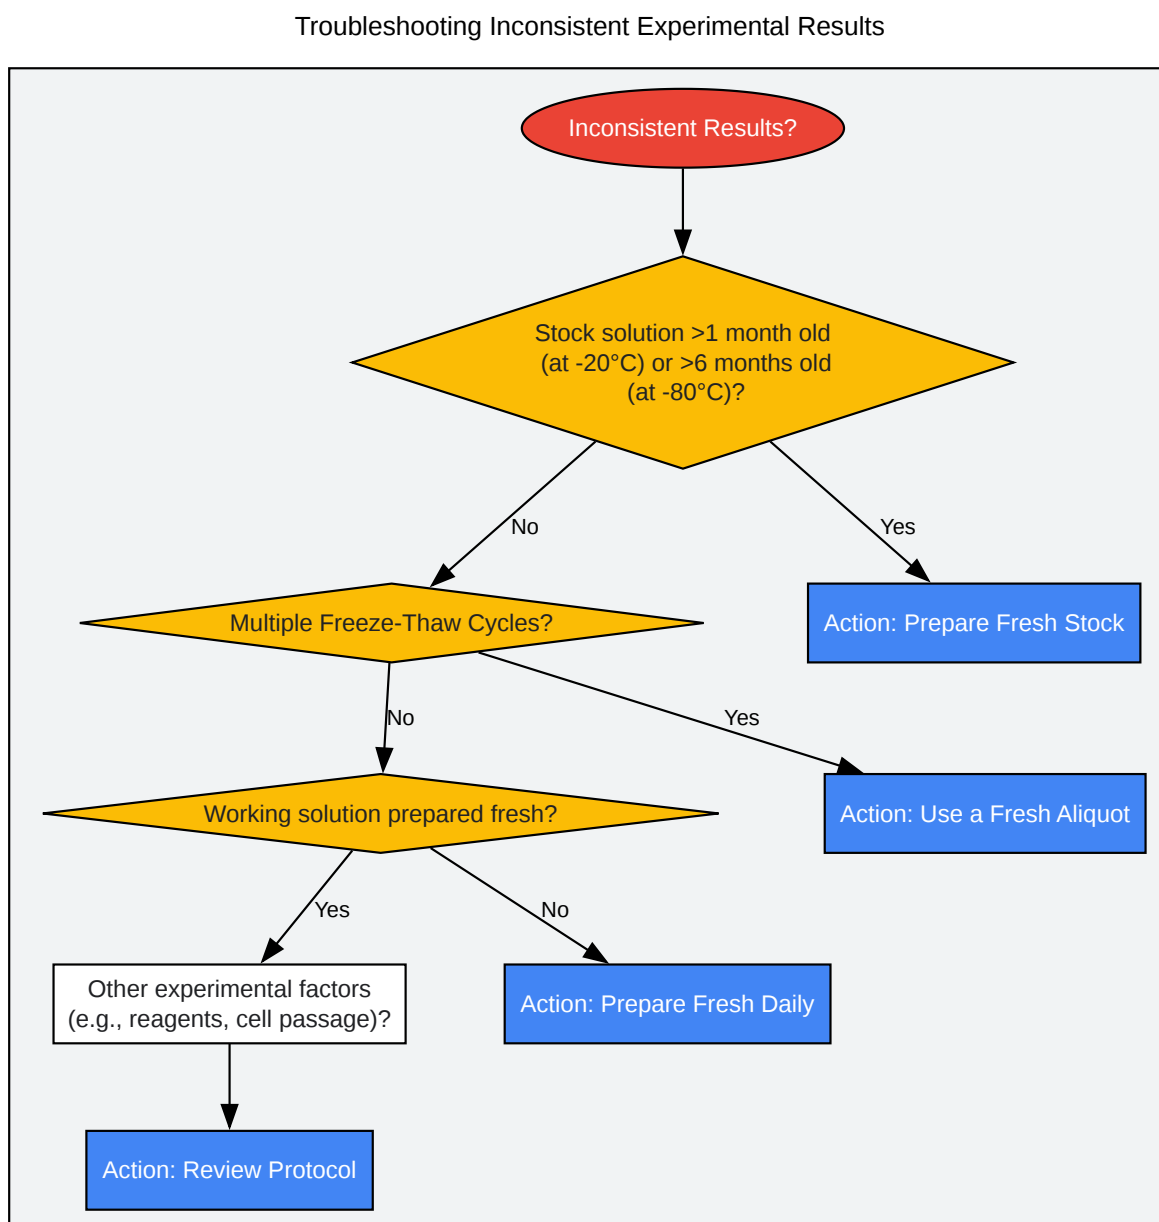 Troubleshooting Inconsistent Experimental Results
Inconsistent Results?
Stock solution >1 month old
(at -20°C) or >6 months old
(at -80°C)?
No
Yes
Multiple Freeze-Thaw Cycles?
Action: Prepare Fresh Stock
No
Yes
Working solution prepared fresh?
Action: Use a Fresh Aliquot
Yes
No
Other experimental factors
(e.g., reagents, cell passage)?
Action: Prepare Fresh Daily
Action: Review Protocol